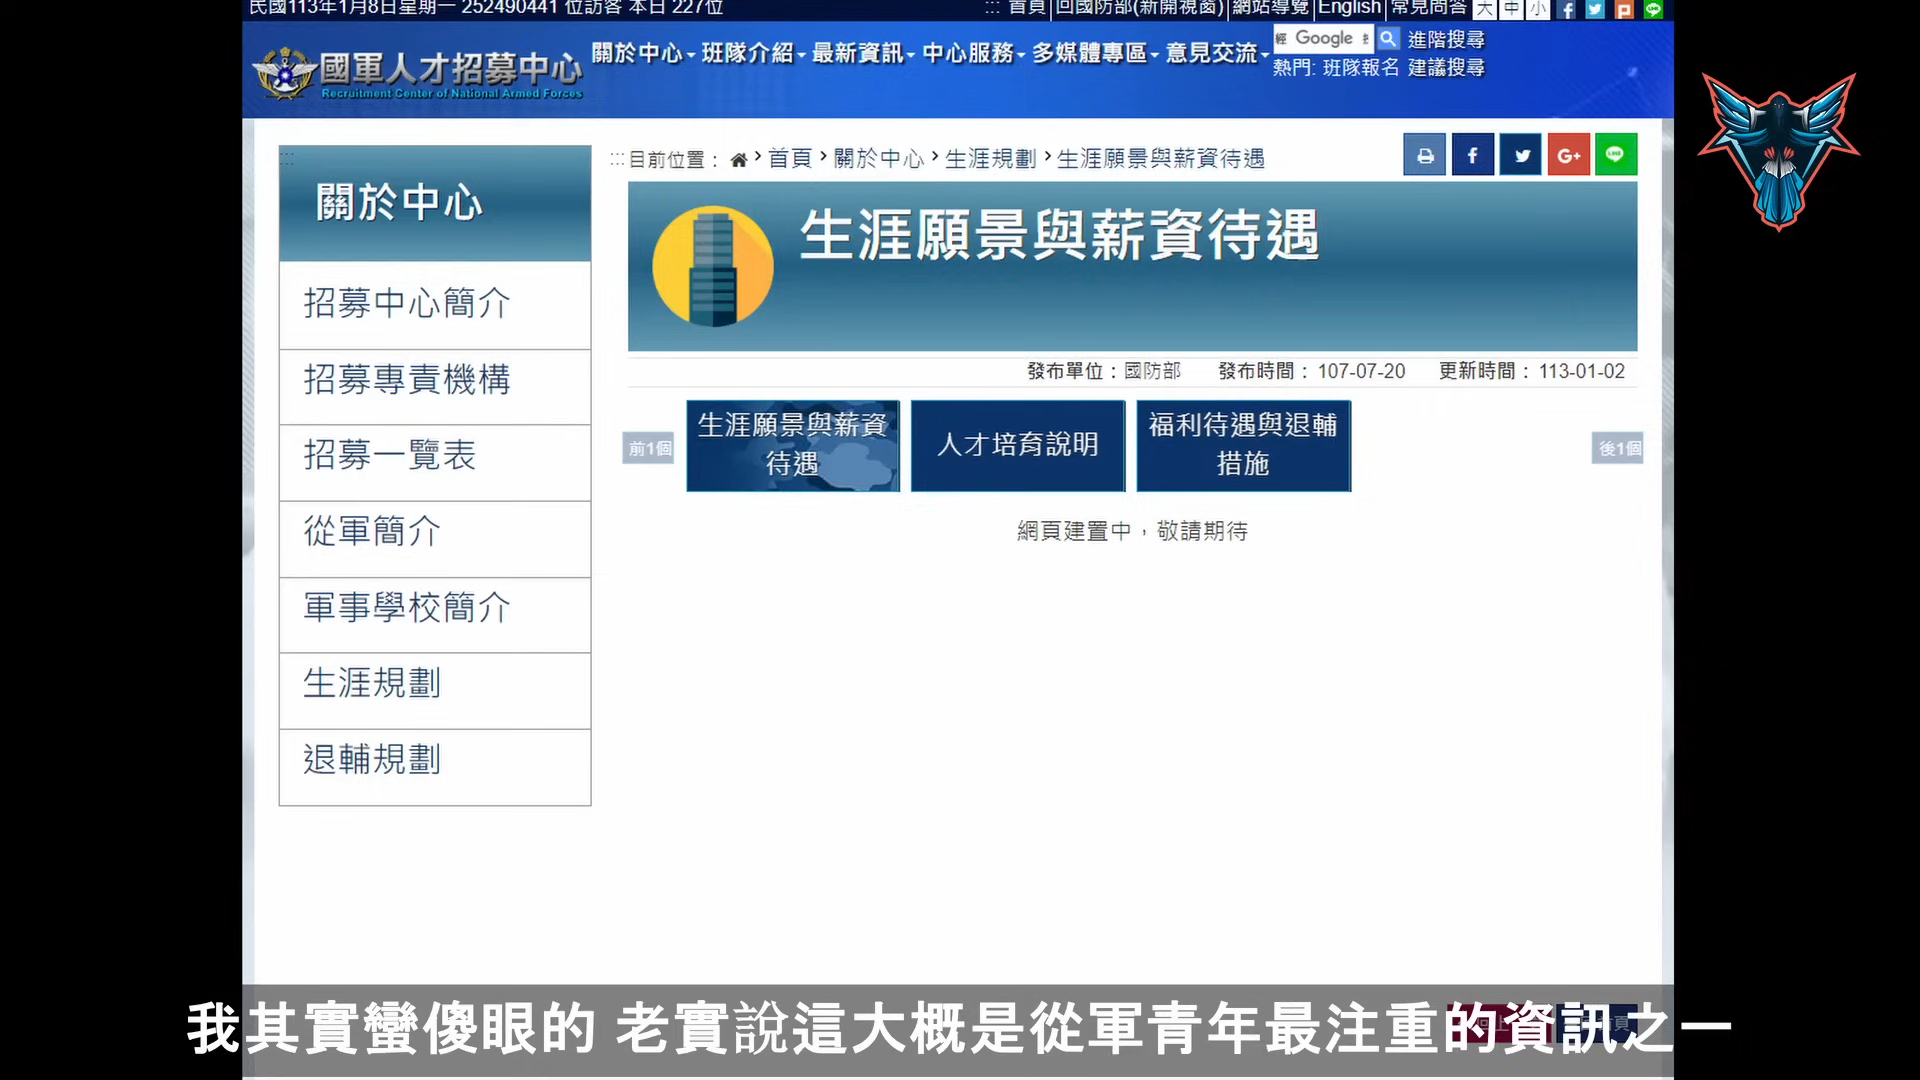 民國113年1月8日星期一 252490441 位訪客 本日 227位
::: 首頁 回國防部(新開視窗) 網站導覽 English 常見問答 大 中 小
國軍人才招募中心
Recruitment Center of National Armed Forces
關於中心 班隊介紹 最新資訊 中心服務 多媒體專區 意見交流
Google
進階搜尋
熱門: 班隊報名 建議搜尋
:::
關於中心
招募中心簡介
招募專責機構
招募一覽表
從軍簡介
軍事學校簡介
生涯規劃
退輔規劃
:::目前位置： 首頁 關於中心 生涯規劃 生涯願景與薪資待遇
G+
LINE
生涯願景與薪資待遇
發布單位：國防部 發布時間：107-07-20 更新時間：113-01-02
前1個
生涯願景與薪資
待遇
人才培育說明
福利待遇與退輔
措施
後1個
網頁建置中，敬請期待
我其實蠻傻眼的 老實說這大概是從軍青年最注重的資訊之一